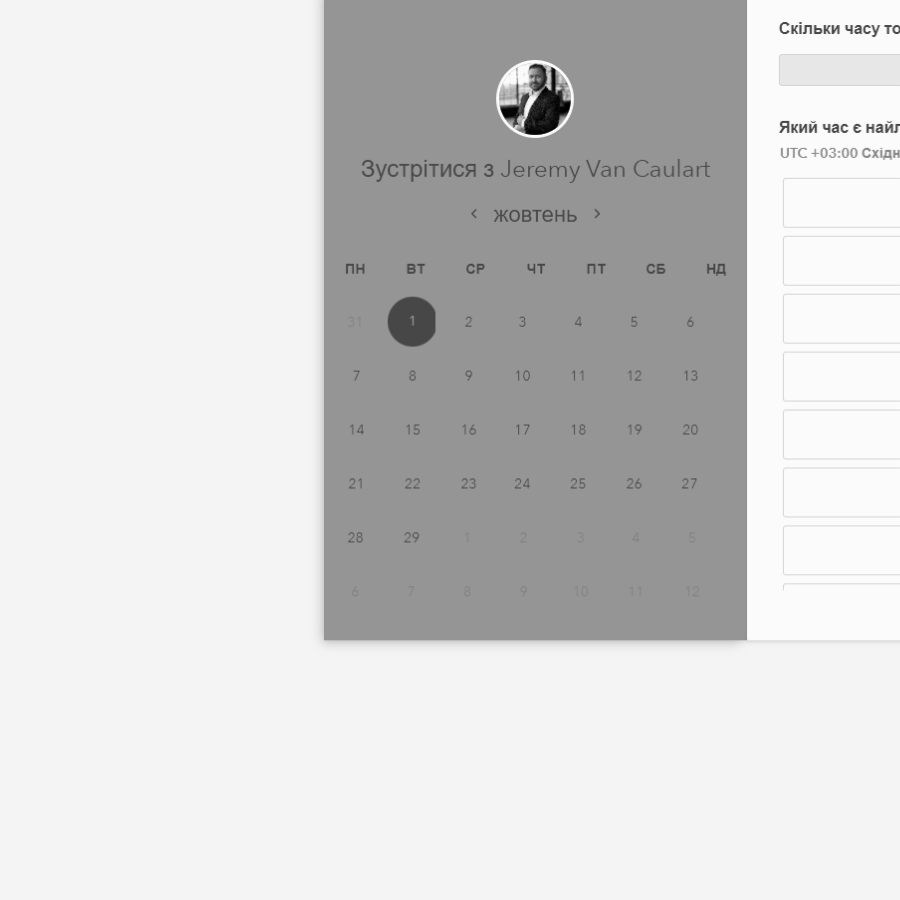 Зустрітися з Jeremy Van Caulart
жовтень
ПН ВТ СР ЧТ ПТ СБ НД
31 1 2 3 4 5 6
7 8 9 10 11 12 13
14 15 16 17 18 19 20
21 22 23 24 25 26 27
28 29 1 2 3 4 5
6 7 8 9 10 11 12
Скільки часу то
Який час є найл
UTC +03:00 Східн